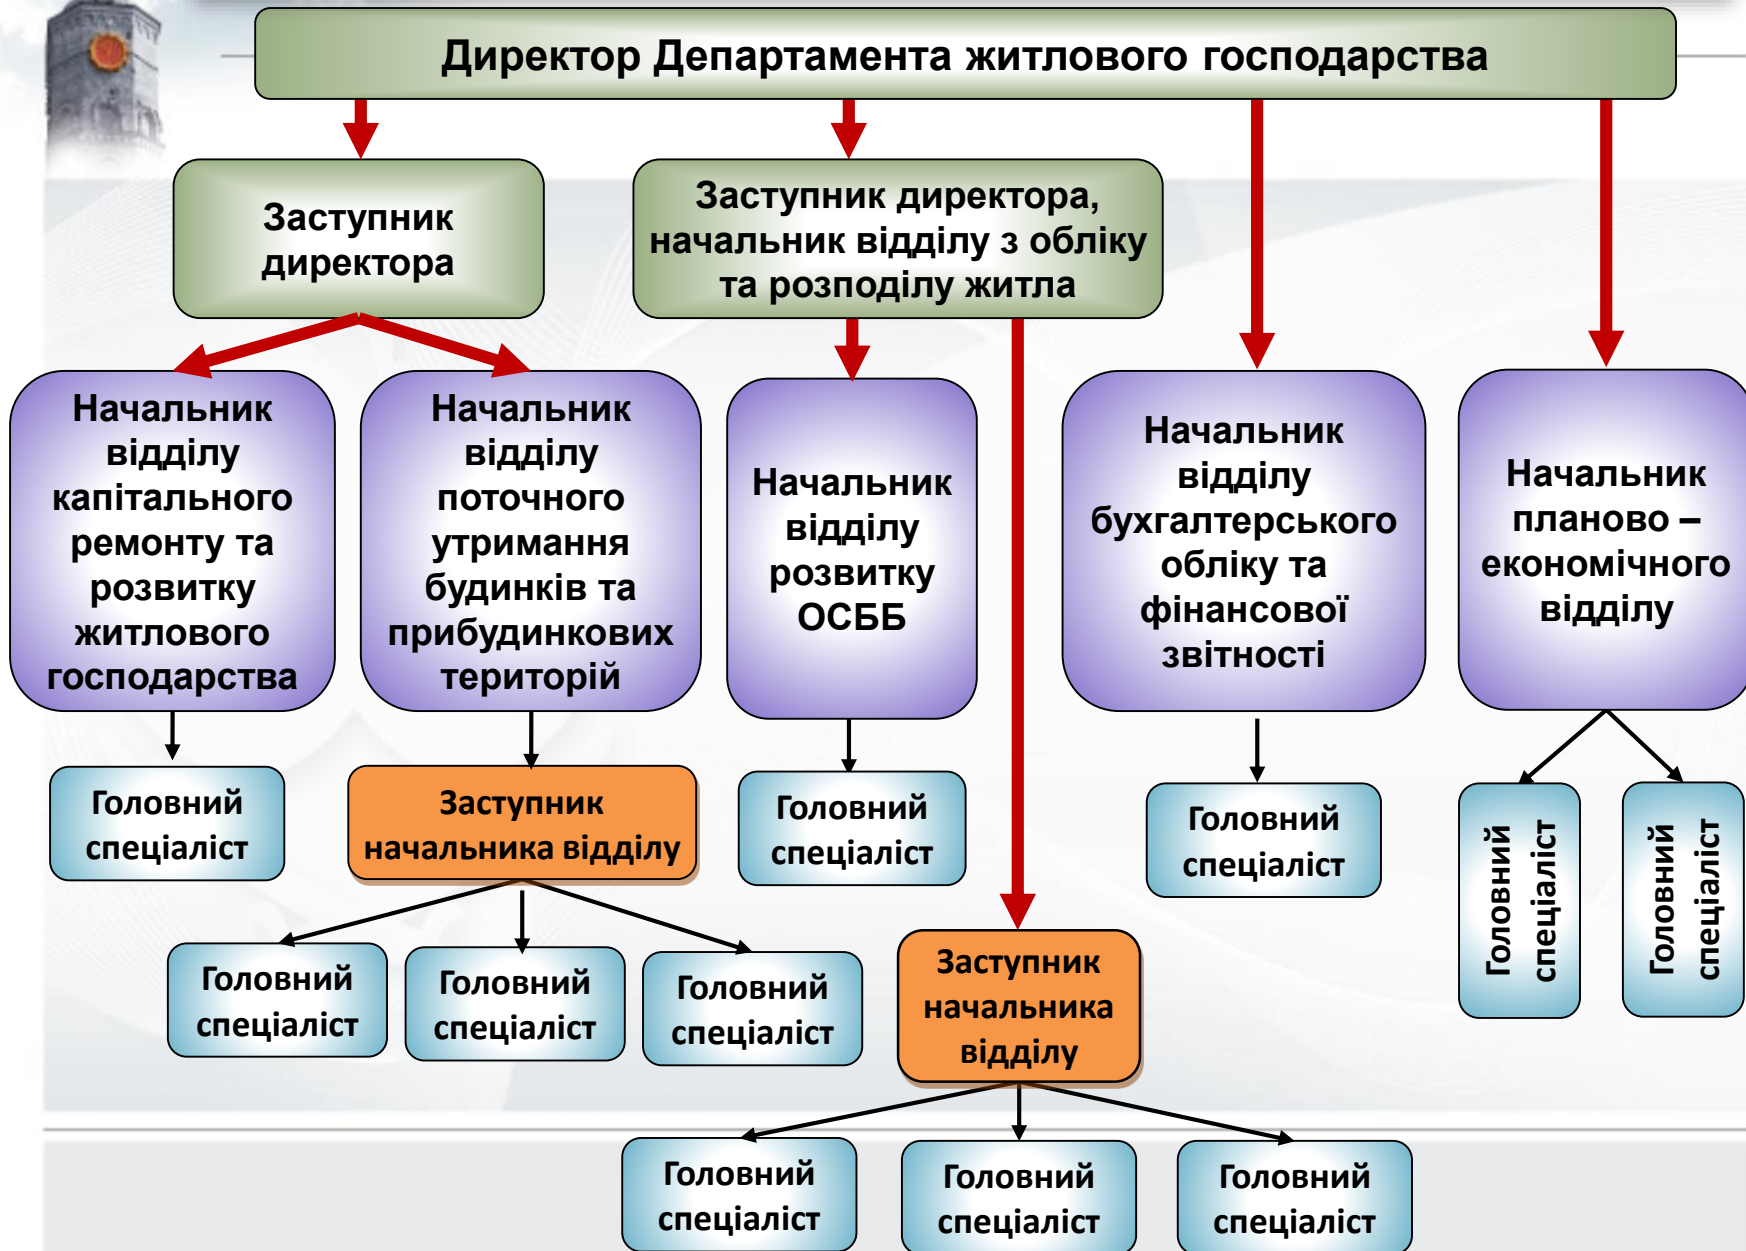 Директор Департамента житлового господарства
Заступник
директора
Заступник директора,
начальник відділу з обліку
та розподілу житла
Начальник
відділу
капітального
ремонту та
розвитку
житлового
господарства
Начальник
відділу
поточного
утримання
будинків та
прибудинкових
територій
Начальник
відділу
розвитку
ОСББ
Начальник
відділу
бухгалтерського
обліку та
фінансової
звітності
Начальник
планово –
економічного
відділу
Головний
спеціаліст
Заступник
начальника відділу
Головний
спеціаліст
Головний
спеціаліст
Головний
спеціаліст
Головний
спеціаліст
Головний
спеціаліст
Головний
спеціаліст
Головний
спеціаліст
Заступник
начальника
відділу
Головний
спеціаліст
Головний
спеціаліст
Головний
спеціаліст